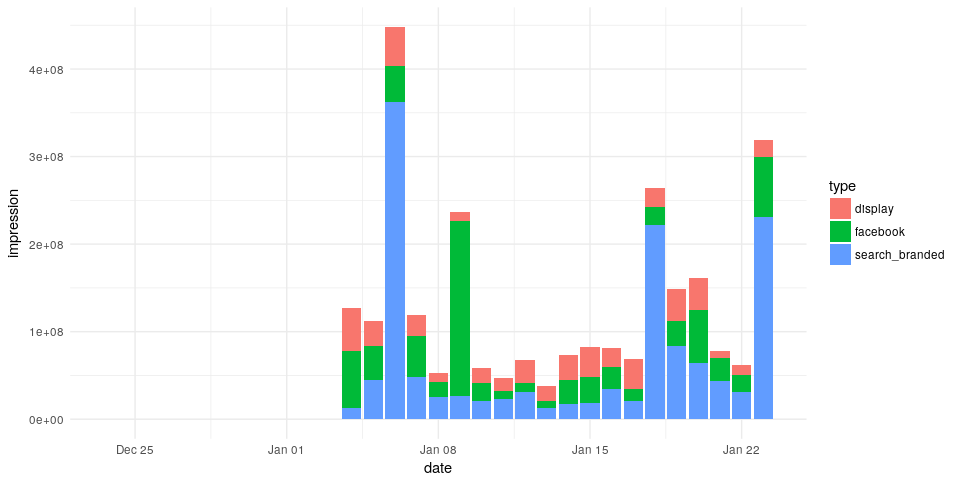 impression
4e+08
3e+08
2e+08
1e+08
0e+00
Dec 25
Jan 01
Jan 08
Jan 15
Jan 22
date
type
display
facebook
search_branded